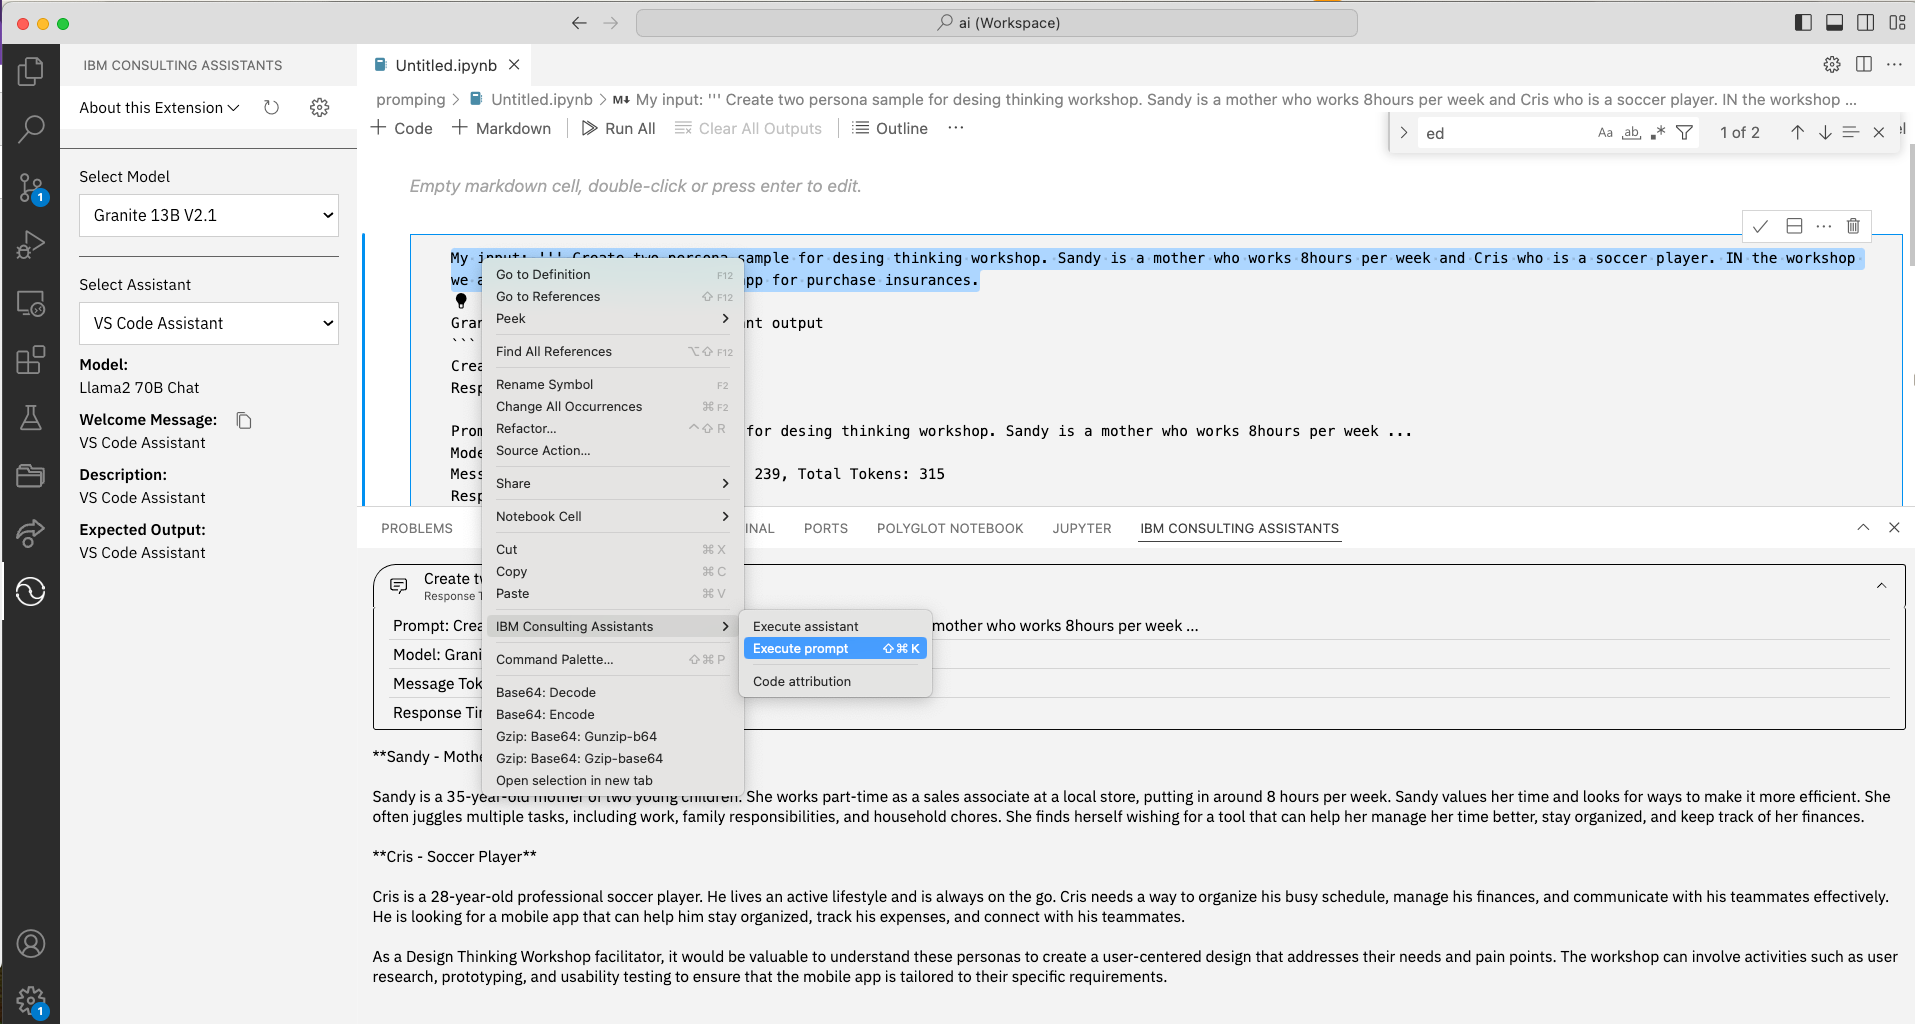 ai (Workspace)
IBM CONSULTING ASSISTANTS
About this Extension
Select Model
Granite 13B V2.1
Select Assistant
VS Code Assistant
Model:
Llama2 70B Chat
Welcome Message:
VS Code Assistant
Description:
VS Code Assistant
Expected Output:
VS Code Assistant
1
1
Untitled.ipynb
promping > Untitled.ipynb > M↓ My input: ''' Create two persona sample for desing thinking workshop. Sandy is a mother who works 8hours per week and Cris who is a soccer player. IN the workshop ...
+ Code + Markdown Run All Clear All Outputs Outline ...
ed Aa ab 1 of 2
Empty markdown cell, double-click or press enter to edit.
My input: ''' Create two persona sample for desing thinking workshop. Sandy is a mother who works 8hours per week and Cris who is a soccer player. IN the workshop
we a pp for purchase insurances.
Gran nt output
```
Crea
Resp
Prom for desing thinking workshop. Sandy is a mother who works 8hours per week ...
Mode
Mess 239, Total Tokens: 315
Resp
Go to Definition F12
Go to References ⇧ F12
Peek
Find All References ⌥⇧ F12
Rename Symbol F2
Change All Occurrences ⌘ F2
Refactor... ^⇧ R
Source Action...
Share
Notebook Cell
Cut ⌘ X
Copy ⌘ C
Paste ⌘ V
IBM Consulting Assistants
Command Palette... ⇧⌘ P
Base64: Decode
Base64: Encode
Gzip: Base64: Gunzip-b64
Gzip: Base64: Gzip-base64
Open selection in new tab
Execute assistant
Execute prompt ⇧⌘ K
Code attribution
PROBLEMS INAL PORTS POLYGLOT NOTEBOOK JUPYTER IBM CONSULTING ASSISTANTS
Create tw
Response T
Prompt: Crea mother who works 8hours per week ...
Model: Grani
Message Tok
Response Tim
**Sandy - Mothe
Sandy is a 35-year-old mother of two young children. She works part-time as a sales associate at a local store, putting in around 8 hours per week. Sandy values her time and looks for ways to make it more efficient. She
often juggles multiple tasks, including work, family responsibilities, and household chores. She finds herself wishing for a tool that can help her manage her time better, stay organized, and keep track of her finances.
**Cris - Soccer Player**
Cris is a 28-year-old professional soccer player. He lives an active lifestyle and is always on the go. Cris needs a way to organize his busy schedule, manage his finances, and communicate with his teammates effectively.
He is looking for a mobile app that can help him stay organized, track his expenses, and connect with his teammates.
As a Design Thinking Workshop facilitator, it would be valuable to understand these personas to create a user-centered design that addresses their needs and pain points. The workshop can involve activities such as user
research, prototyping, and usability testing to ensure that the mobile app is tailored to their specific requirements.